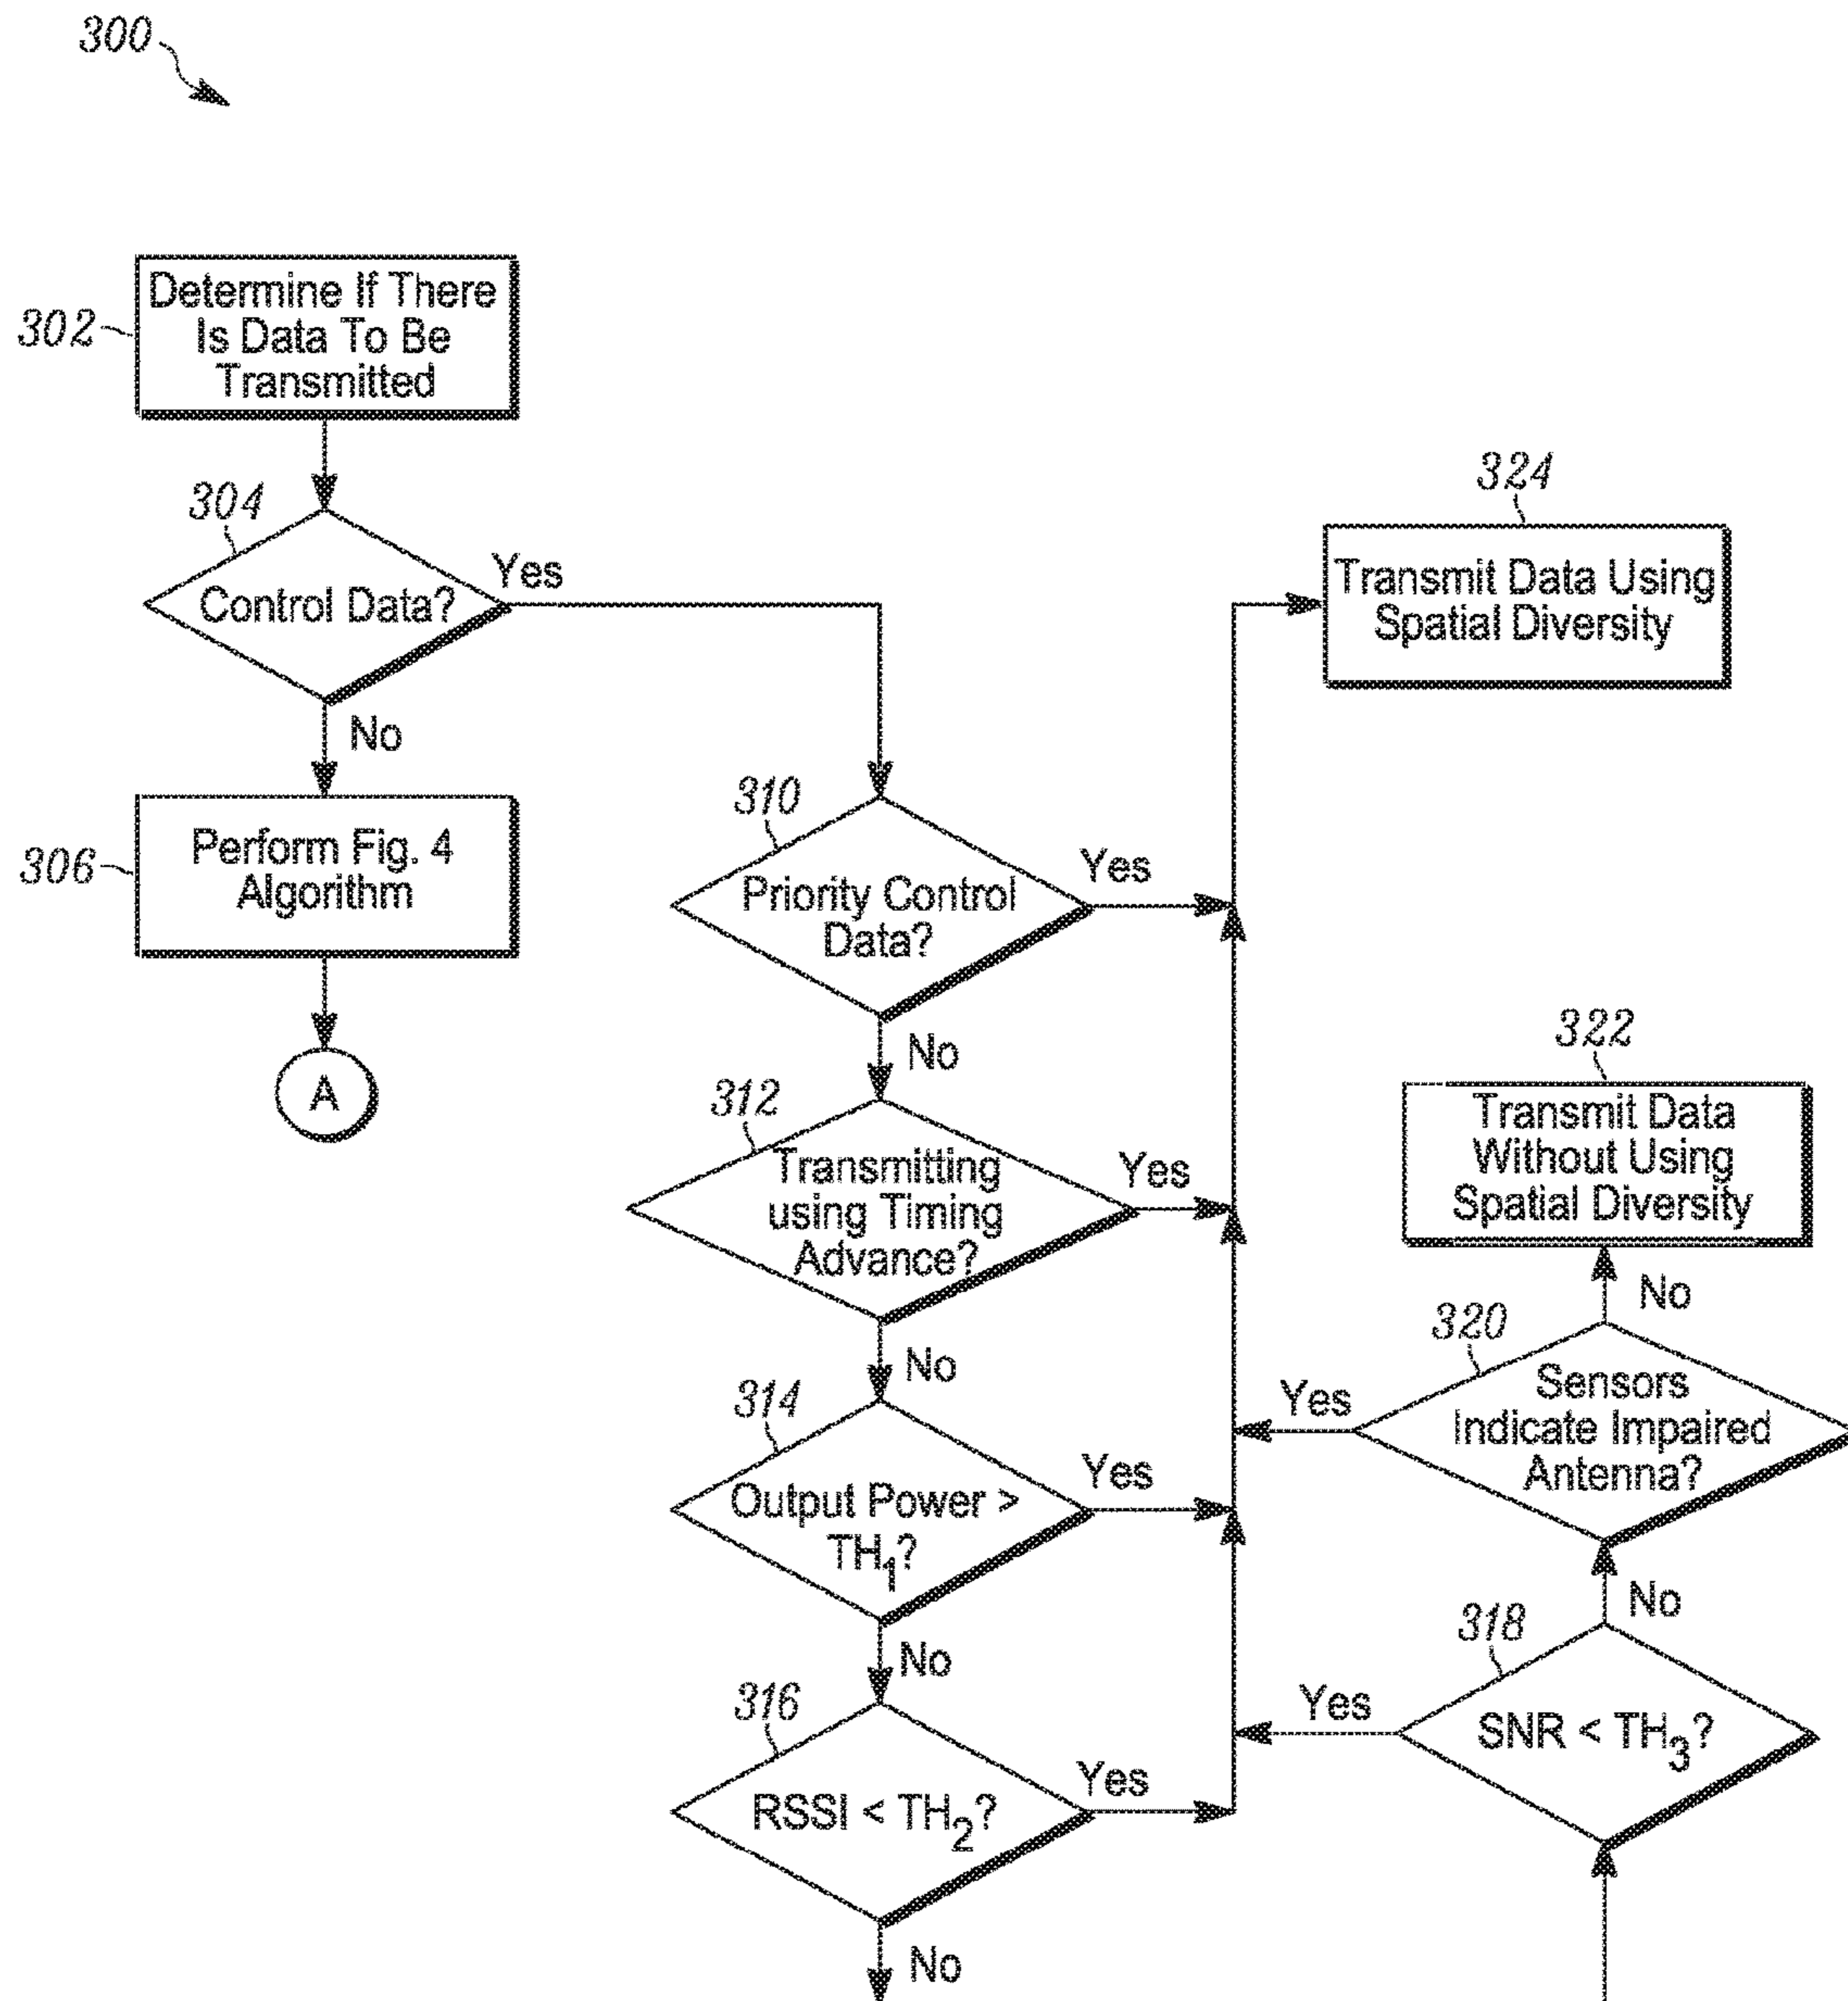 300
302
Determine If There
Is Data To Be
Transmitted
304
Control Data?
Yes
No
306
Perform Fig. 4
Algorithm
A
310
Priority Control
Data?
Yes
No
312
Transmitting
using Timing
Advance?
Yes
No
314
Output Power >
TH1?
Yes
No
316
RSSI < TH2?
Yes
No
318
SNR < TH3?
Yes
No
320
Sensors
Indicate Impaired
Antenna?
Yes
No
322
Transmit Data
Without Using
Spatial Diversity
324
Transmit Data Using
Spatial Diversity